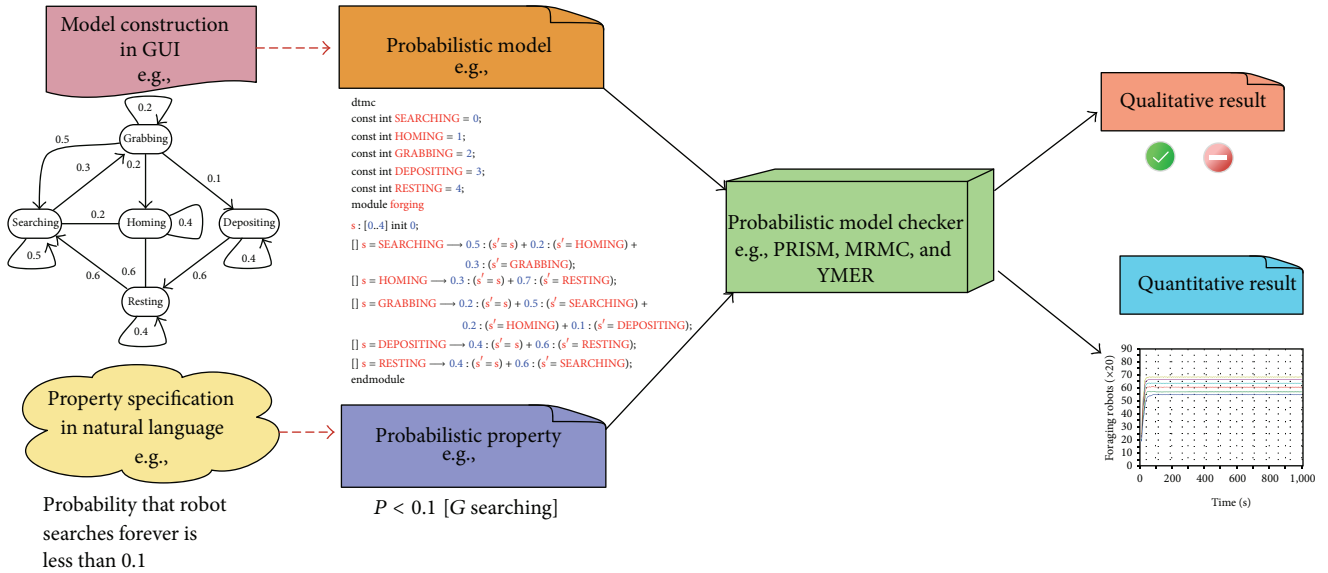 Model construction
in GUI
e.g.,
0.2
Grabbing
0.5
0.3
0.2
0.1
Searching
0.2
Homing
0.4
Depositing
0.5
0.6
0.6
0.6
0.4
Resting
0.4
Property specification
in natural language
e.g.,
Probability that robot
searches forever is
less than 0.1
Probabilistic model
e.g.,
dtmc
const int SEARCHING = 0;
const int HOMING = 1;
const int GRABBING = 2;
const int DEPOSITING = 3;
const int RESTING = 4;
module forging
s : [0..4] init 0;
[] s = SEARCHING ⟶ 0.5 : (s′ = s) + 0.2 : (s′ = HOMING) +
0.3 : (s′ = GRABBING);
[] s = HOMING ⟶ 0.3 : (s′ = s) + 0.7 : (s′ = RESTING);
[] s = GRABBING ⟶ 0.2 : (s′ = s) + 0.5 : (s′ = SEARCHING) +
0.2 : (s′ = HOMING) + 0.1 : (s′ = DEPOSITING);
[] s = DEPOSITING ⟶ 0.4 : (s′ = s) + 0.6 : (s′ = RESTING);
[] s = RESTING ⟶ 0.4 : (s′ = s) + 0.6 : (s′ = SEARCHING);
endmodule
Probabilistic property
e.g.,
P < 0.1 [G searching]
Probabilistic model checker
e.g., PRISM, MRMC, and
YMER
Qualitative result
Quantitative result
Foraging robots (×20)
90
80
70
60
50
40
30
20
10
0
0 200 400 600 800 1,000
Time (s)